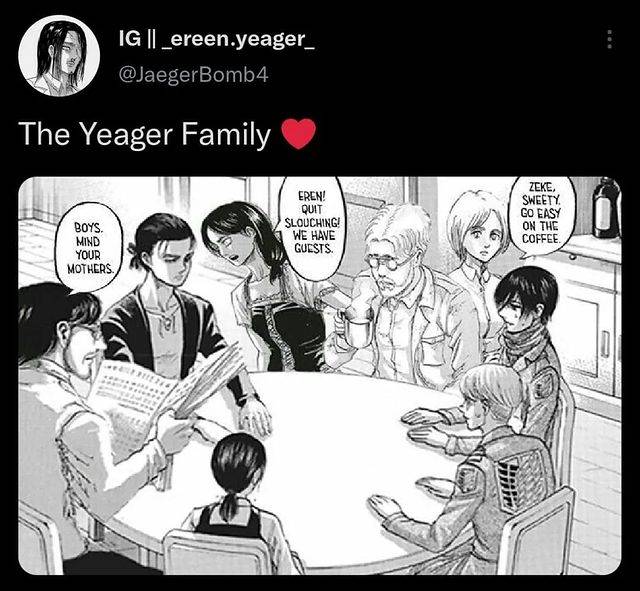 IG || _ereen.yeager_
@JaegerBomb4
The Yeager Family ❤️
BOYS.
MIND
YOUR
MOTHERS.
EREN!
QUIT
SLOUCHING!
WE HAVE
GUESTS.
ZEKE,
SWEETY.
GO EASY
ON THE
COFFEE.